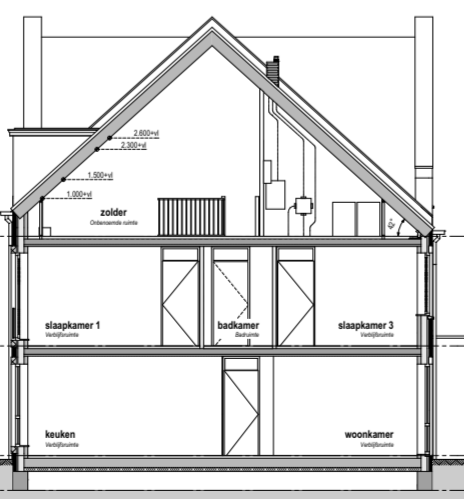 2.600+vl
2.300+vl
1.500+vl
1.000+vl
zolder
Onbenoemde ruimte
42°
slaapkamer 1
Verblijfsruimte
badkamer
Badruimte
slaapkamer 3
Verblijfsruimte
keuken
Verblijfsruimte
woonkamer
Verblijfsruimte